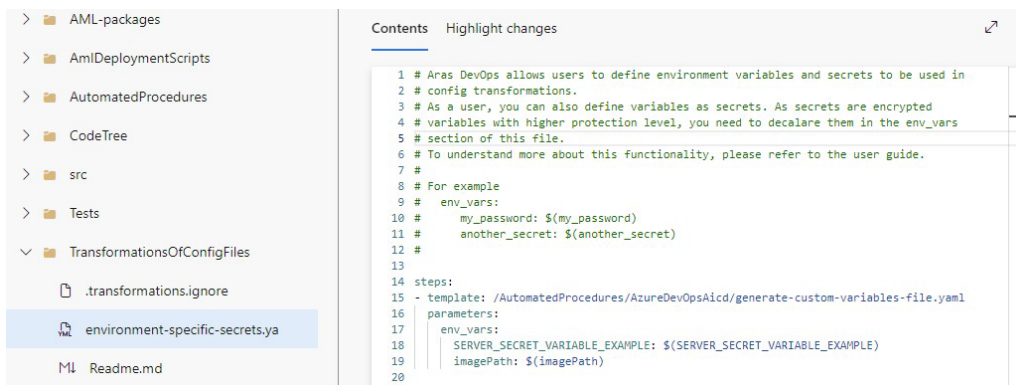 AML-packages
AmlDeploymentScripts
AutomatedProcedures
CodeTree
src
Tests
TransformationsOfConfigFiles
.transformations.ignore
YML environment-specific-secrets.ya
M↓ Readme.md
Contents Highlight changes
1 # Aras DevOps allows users to define environment variables and secrets to be used in
2 # config transformations.
3 # As a user, you can also define variables as secrets. As secrets are encrypted
4 # variables with higher protection level, you need to decalare them in the env_vars
5 # section of this file.
6 # To understand more about this functionality, please refer to the user guide.
7 #
8 # For example
9 #   env_vars:
10 #      my_password: $(my_password)
11 #      another_secret: $(another_secret)
12 #
13
14 steps:
15 - template: /AutomatedProcedures/AzureDevOpsAicd/generate-custom-variables-file.yaml
16   parameters:
17     env_vars:
18       SERVER_SECRET_VARIABLE_EXAMPLE: $(SERVER_SECRET_VARIABLE_EXAMPLE)
19       imagePath: $(imagePath)
20